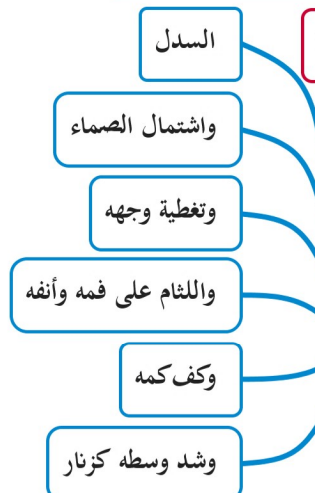 السدل
واشتمال الصماء
وتغطية وجهه
واللثام على فمه وأنفه
وكف كمه
وشد وسطه كزنار